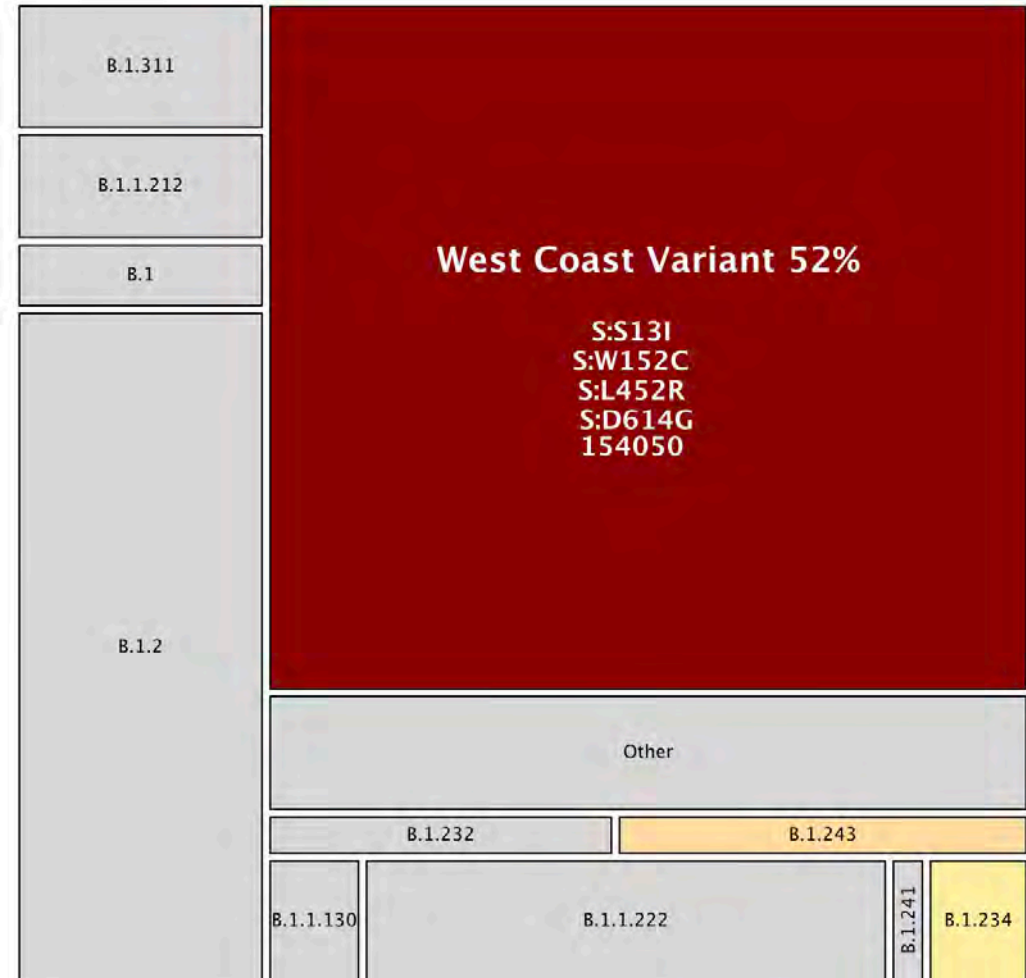 B.1.311
B.1.1.212
B.1
B.1.2
West Coast Variant 52%
S:S13I
S:W152C
S:L452R
S:D614G
154050
Other
B.1.232
B.1.243
B.1.1.130
B.1.1.222
B.1.241
B.1.234